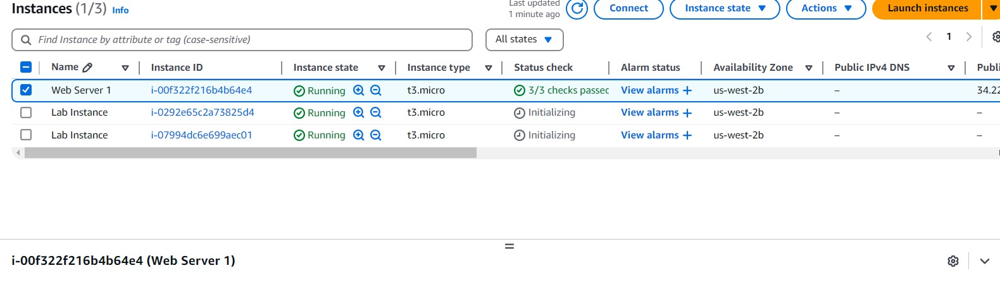 Instances (1/3) Info
Last updated
1 minute ago
Connect
Instance state
Actions
Launch instances
Find Instance by attribute or tag (case-sensitive)
All states
1
Name Instance ID Instance state Instance type Status check Alarm status Availability Zone Public IPv4 DNS Publi
Web Server 1 i-00f322f216b4b64e4 Running t3.micro 3/3 checks passec View alarms + us-west-2b – 34.22
Lab Instance i-0292e65c2a73825d4 Running t3.micro Initializing View alarms + us-west-2b – –
Lab Instance i-07994dc6e699aec01 Running t3.micro Initializing View alarms + us-west-2b – –
i-00f322f216b4b64e4 (Web Server 1)